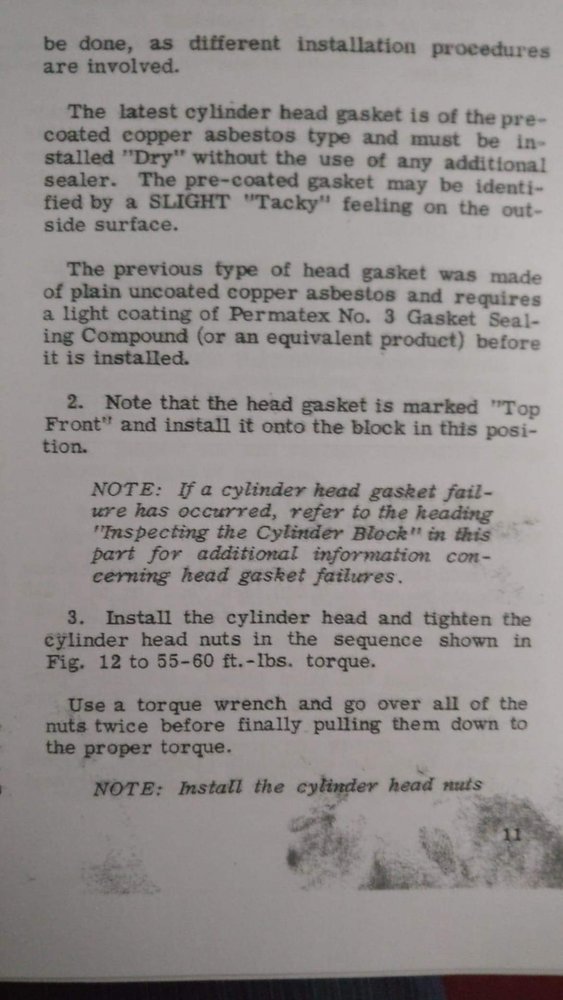 be done, as different installation procedures
are involved.
The latest cylinder head gasket is of the pre-
coated copper asbestos type and must be in-
stalled "Dry" without the use of any additional
sealer. The pre-coated gasket may be identi-
fied by a SLIGHT "Tacky" feeling on the out-
side surface.
The previous type of head gasket was made
of plain uncoated copper asbestos and requires
a light coating of Permatex No. 3 Gasket Seal-
ing Compound (or an equivalent product) before
it is installed.
2. Note that the head gasket is marked "Top
Front" and install it onto the block in this posi-
tion.
NOTE: If a cylinder head gasket fail-
ure has occurred, refer to the heading
"Inspecting the Cylinder Block" in this
part for additional information con-
cerning head gasket failures.
3. Install the cylinder head and tighten the
cylinder head nuts in the sequence shown in
Fig. 12 to 55-60 ft.-lbs. torque.
Use a torque wrench and go over all of the
nuts twice before finally pulling them down to
the proper torque.
NOTE: Install the cylinder head nuts
11